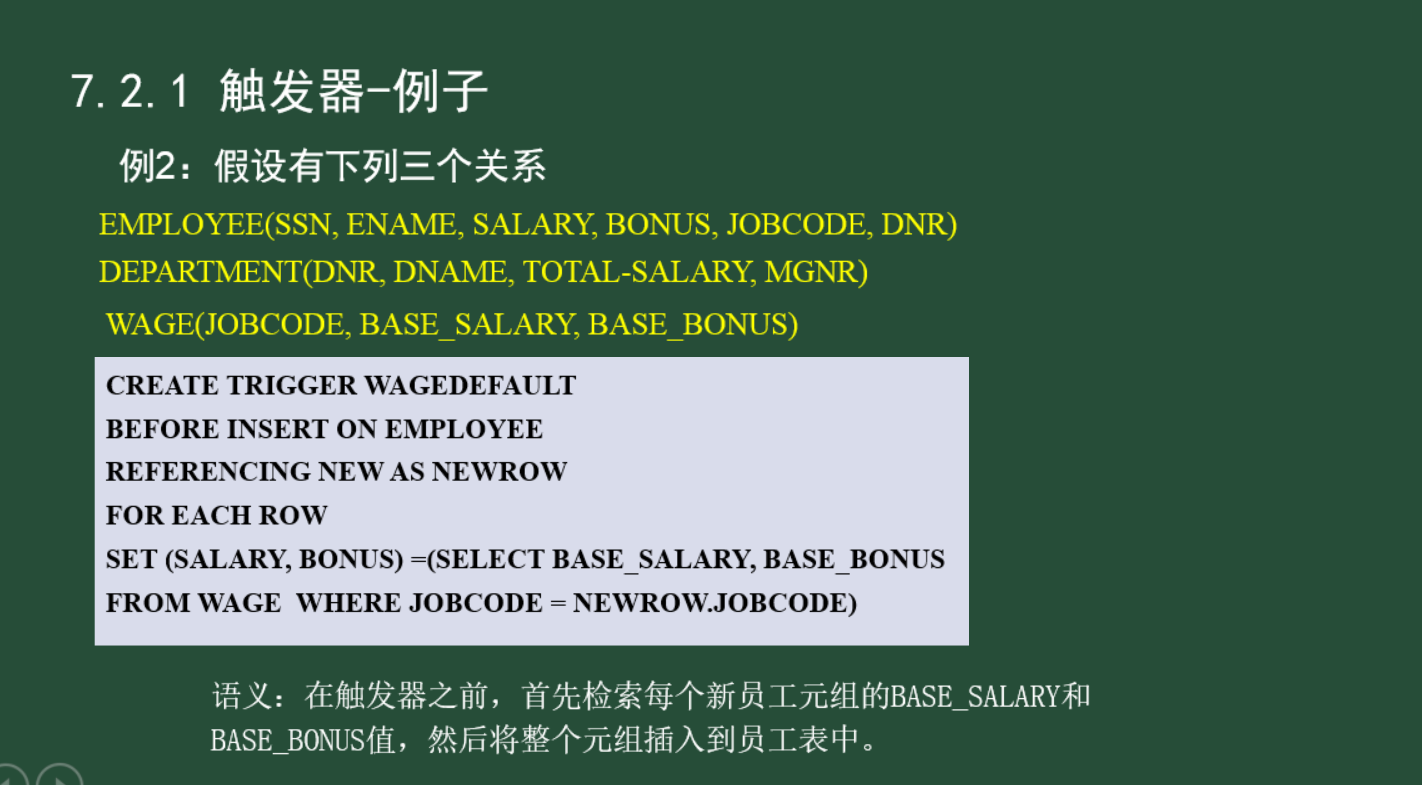 7.2.1 触发器-例子
例2：假设有下列三个关系
EMPLOYEE(SSN, ENAME, SALARY, BONUS, JOBCODE, DNR)
DEPARTMENT(DNR, DNAME, TOTAL-SALARY, MGNR)
WAGE(JOBCODE, BASE_SALARY, BASE_BONUS)
CREATE TRIGGER WAGEDEFAULT
BEFORE INSERT ON EMPLOYEE
REFERENCING NEW AS NEWROW
FOR EACH ROW
SET (SALARY, BONUS) =(SELECT BASE_SALARY, BASE_BONUS
FROM WAGE WHERE JOBCODE = NEWROW.JOBCODE)
语义：在触发器之前，首先检索每个新员工元组的BASE_SALARY和
BASE_BONUS值，然后将整个元组插入到员工表中。